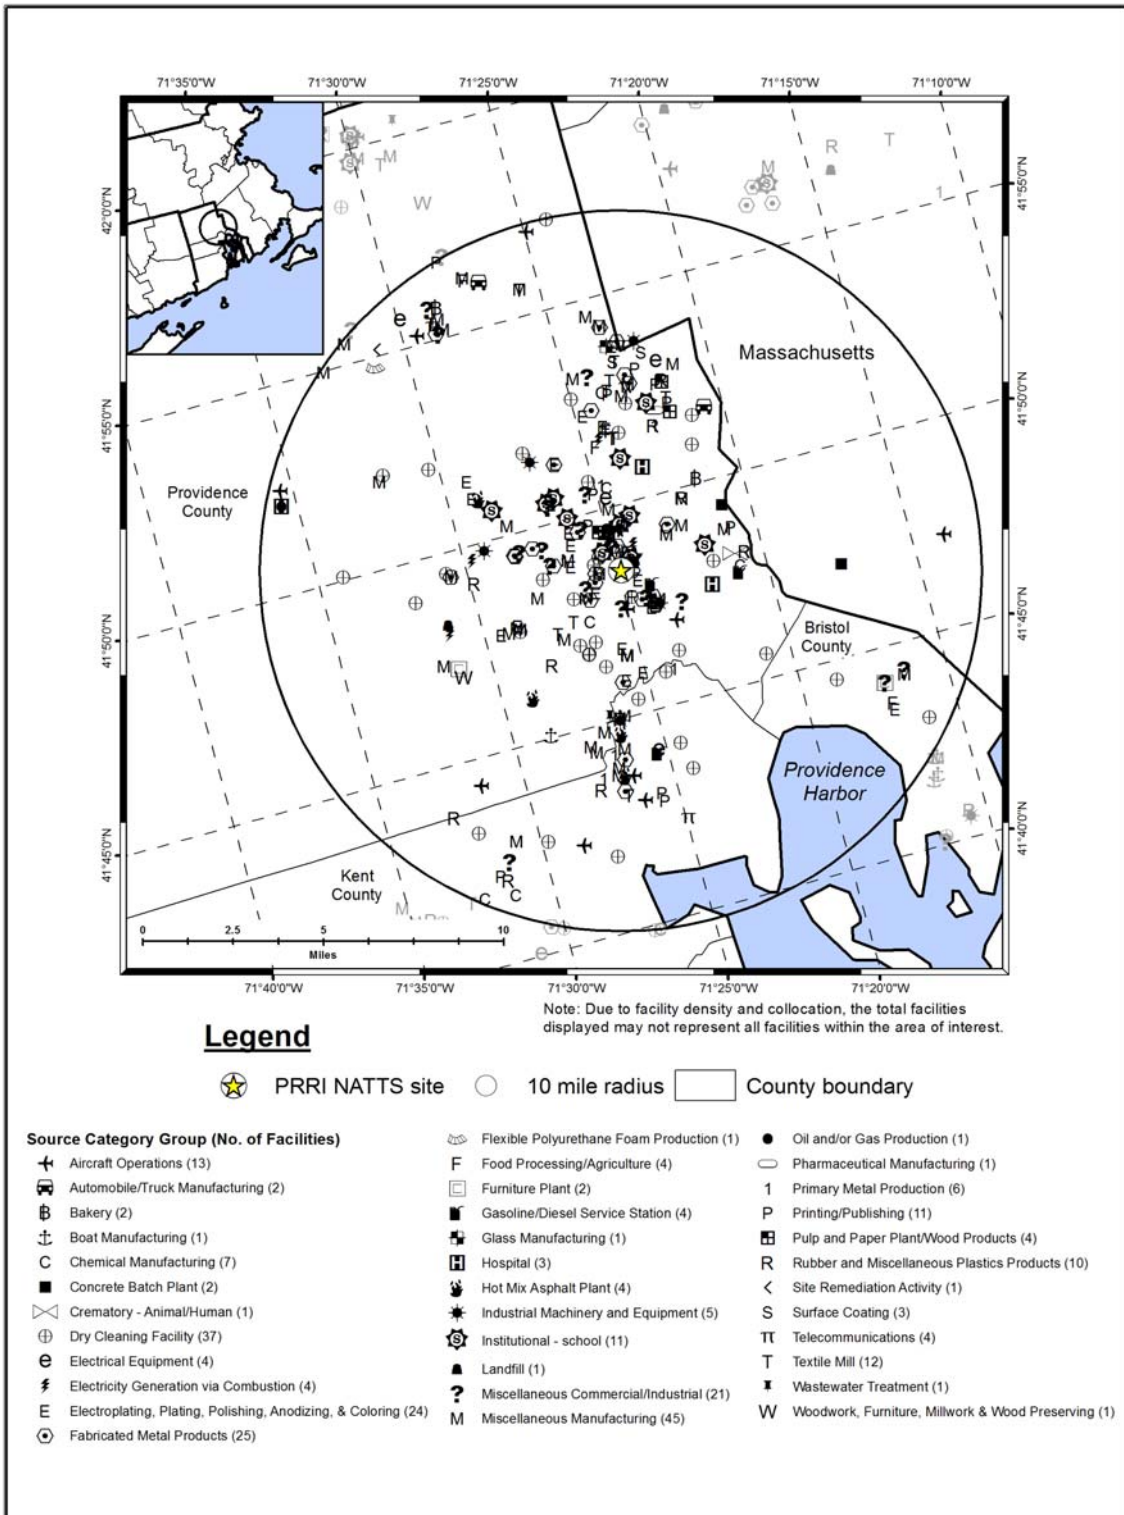 71°35'0"W
71°30'0"W
71°25'0"W
71°20'0"W
71°15'0"W
71°10'0"W
42°0'0"N
41°55'0"N
41°50'0"N
41°45'0"N
41°55'0"N
41°50'0"N
41°45'0"N
41°40'0"N
Massachusetts
Providence
County
Bristol
County
Providence
Harbor
Kent
County
0 2.5 5 10
Miles
71°40'0"W
71°35'0"W
71°30'0"W
71°25'0"W
71°20'0"W
Note: Due to facility density and collocation, the total facilities
displayed may not represent all facilities within the area of interest.
Legend
PRRI NATTS site
10 mile radius
County boundary
Source Category Group (No. of Facilities)
Aircraft Operations (13)
Automobile/Truck Manufacturing (2)
Bakery (2)
Boat Manufacturing (1)
C Chemical Manufacturing (7)
Concrete Batch Plant (2)
Crematory - Animal/Human (1)
Dry Cleaning Facility (37)
e Electrical Equipment (4)
Electricity Generation via Combustion (4)
E Electroplating, Plating, Polishing, Anodizing, & Coloring (24)
Fabricated Metal Products (25)
Flexible Polyurethane Foam Production (1)
F Food Processing/Agriculture (4)
Furniture Plant (2)
Gasoline/Diesel Service Station (4)
Glass Manufacturing (1)
H Hospital (3)
Hot Mix Asphalt Plant (4)
Industrial Machinery and Equipment (5)
S Institutional - school (11)
Landfill (1)
? Miscellaneous Commercial/Industrial (21)
M Miscellaneous Manufacturing (45)
Oil and/or Gas Production (1)
Pharmaceutical Manufacturing (1)
1 Primary Metal Production (6)
P Printing/Publishing (11)
Pulp and Paper Plant/Wood Products (4)
R Rubber and Miscellaneous Plastics Products (10)
< Site Remediation Activity (1)
S Surface Coating (3)
π Telecommunications (4)
T Textile Mill (12)
Wastewater Treatment (1)
W Woodwork, Furniture, Millwork & Wood Preserving (1)